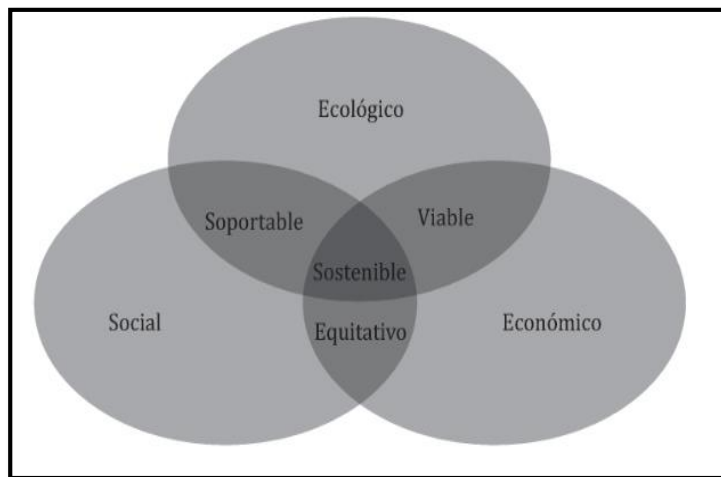 Ecológico
Soportable
Viable
Sostenible
Social
Equitativo
Económico